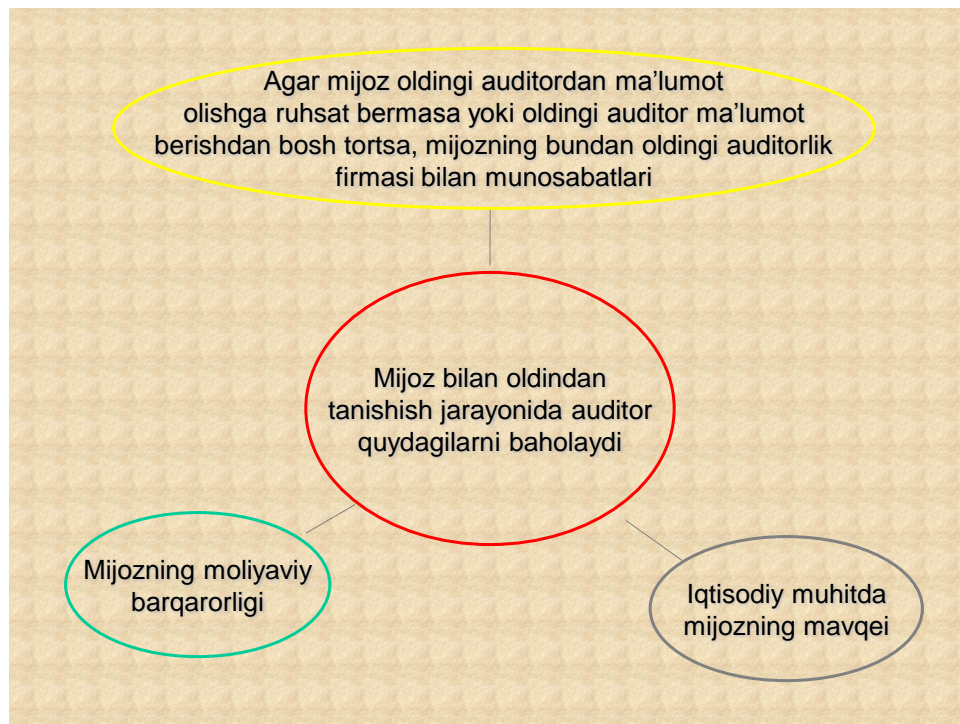 Agar mijoz oldingi auditordan ma’lumot
olishga ruhsat bermasa yoki oldingi auditor ma’lumot
berishdan bosh tortsa, mijozning bundan oldingi auditorlik
firmasi bilan munosabatlari
Mijoz bilan oldindan
tanishish jarayonida auditor
quydagilarni baholaydi
Mijozning moliyaviy
barqarorligi
Iqtisodiy muhitda
mijozning mavqei